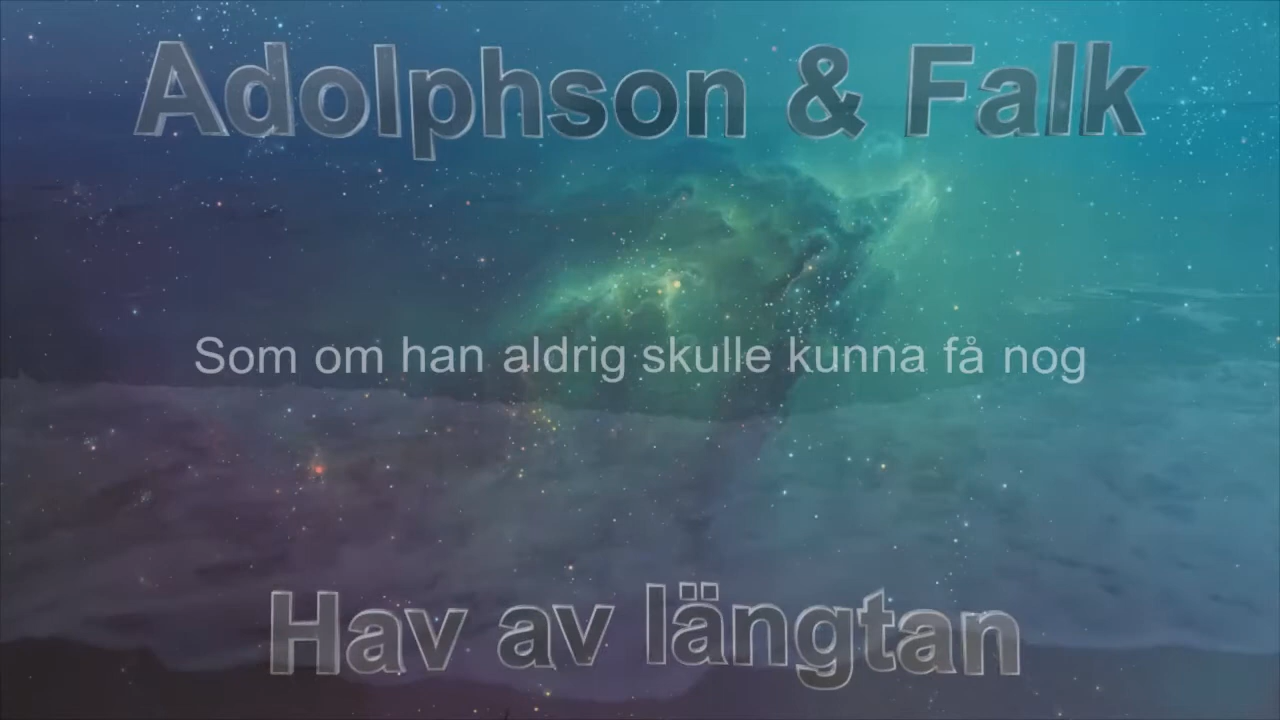 Adolphson & Falk
Som om han aldrig skulle kunna få nog
Hav av längtan